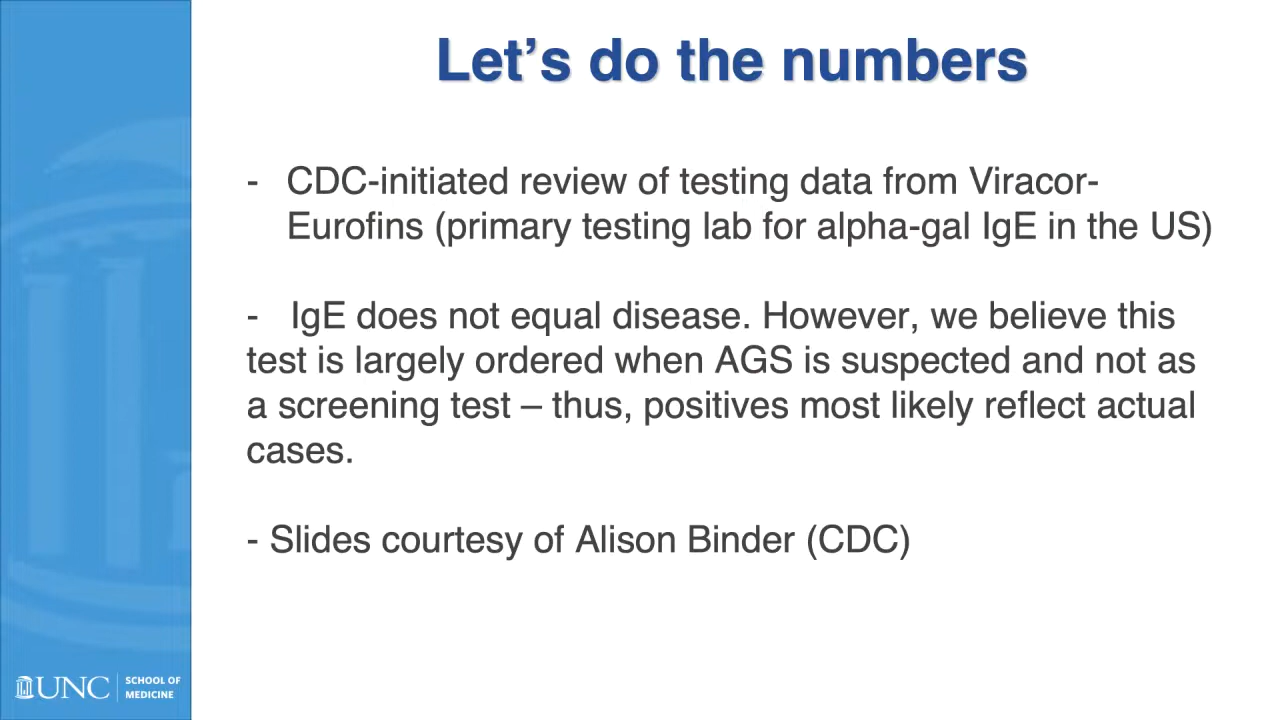 Let's do the numbers
- CDC-initiated review of testing data from Viracor-
Eurofins (primary testing lab for alpha-gal IgE in the US)
- IgE does not equal disease. However, we believe this
test is largely ordered when AGS is suspected and not as
a screening test – thus, positives most likely reflect actual
cases.
- Slides courtesy of Alison Binder (CDC)
UNC SCHOOL OF
MEDICINE